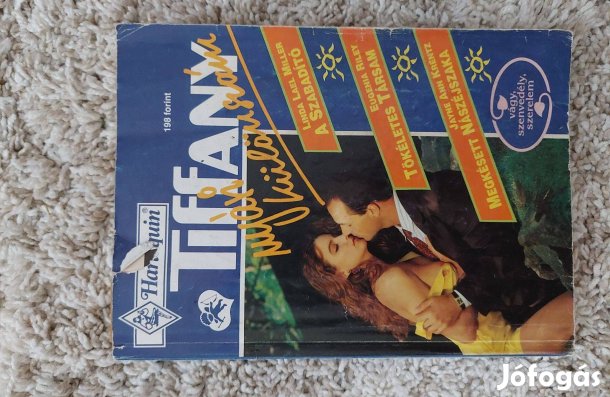 Harlequin
198 forint
TIffANY
nyári
különszám
LINDA LAEL MILLER
A SZABADÍTÓ
EUGENIA RILEY
TÖKÉLETES TÁRSAM
JAYNE ANN KRENTZ
MEGKÉSETT NÁSZÉJSZAKA
vágy,
szenvedély,
szerelem
Jófogás